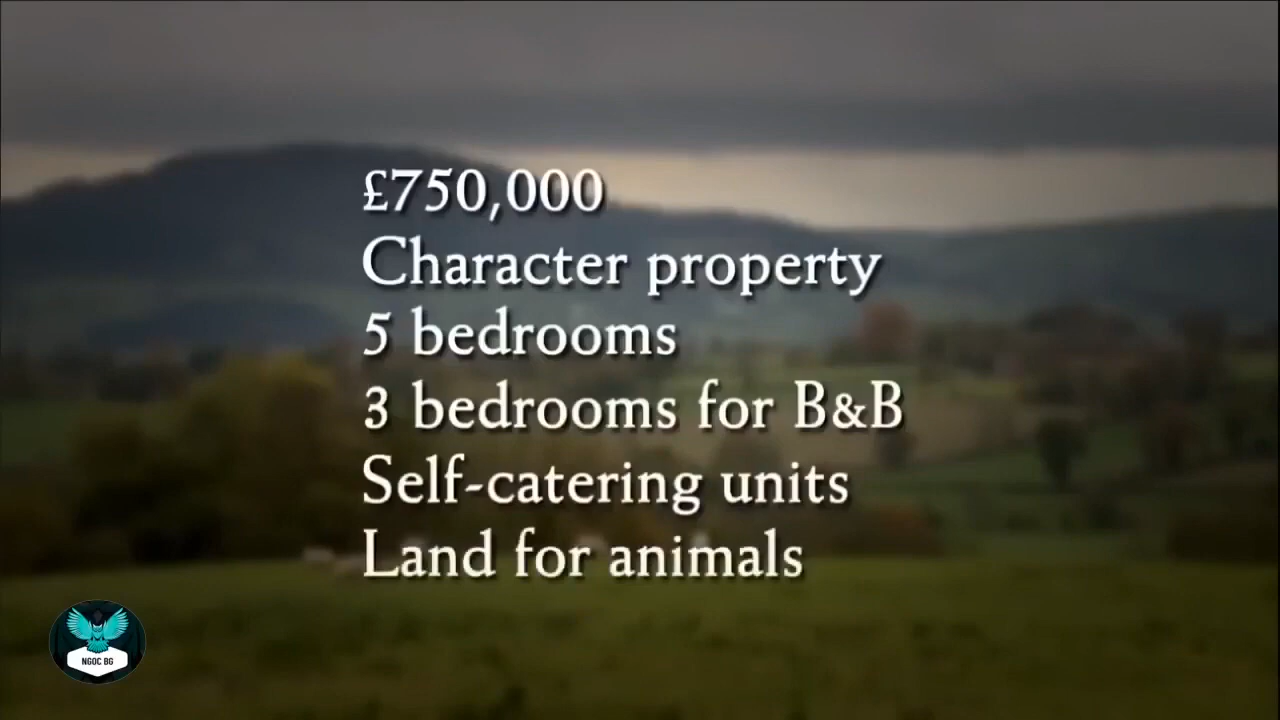 £750,000
Character property
5 bedrooms
3 bedrooms for B&B
Self-catering units
Land for animals
NGOC BG